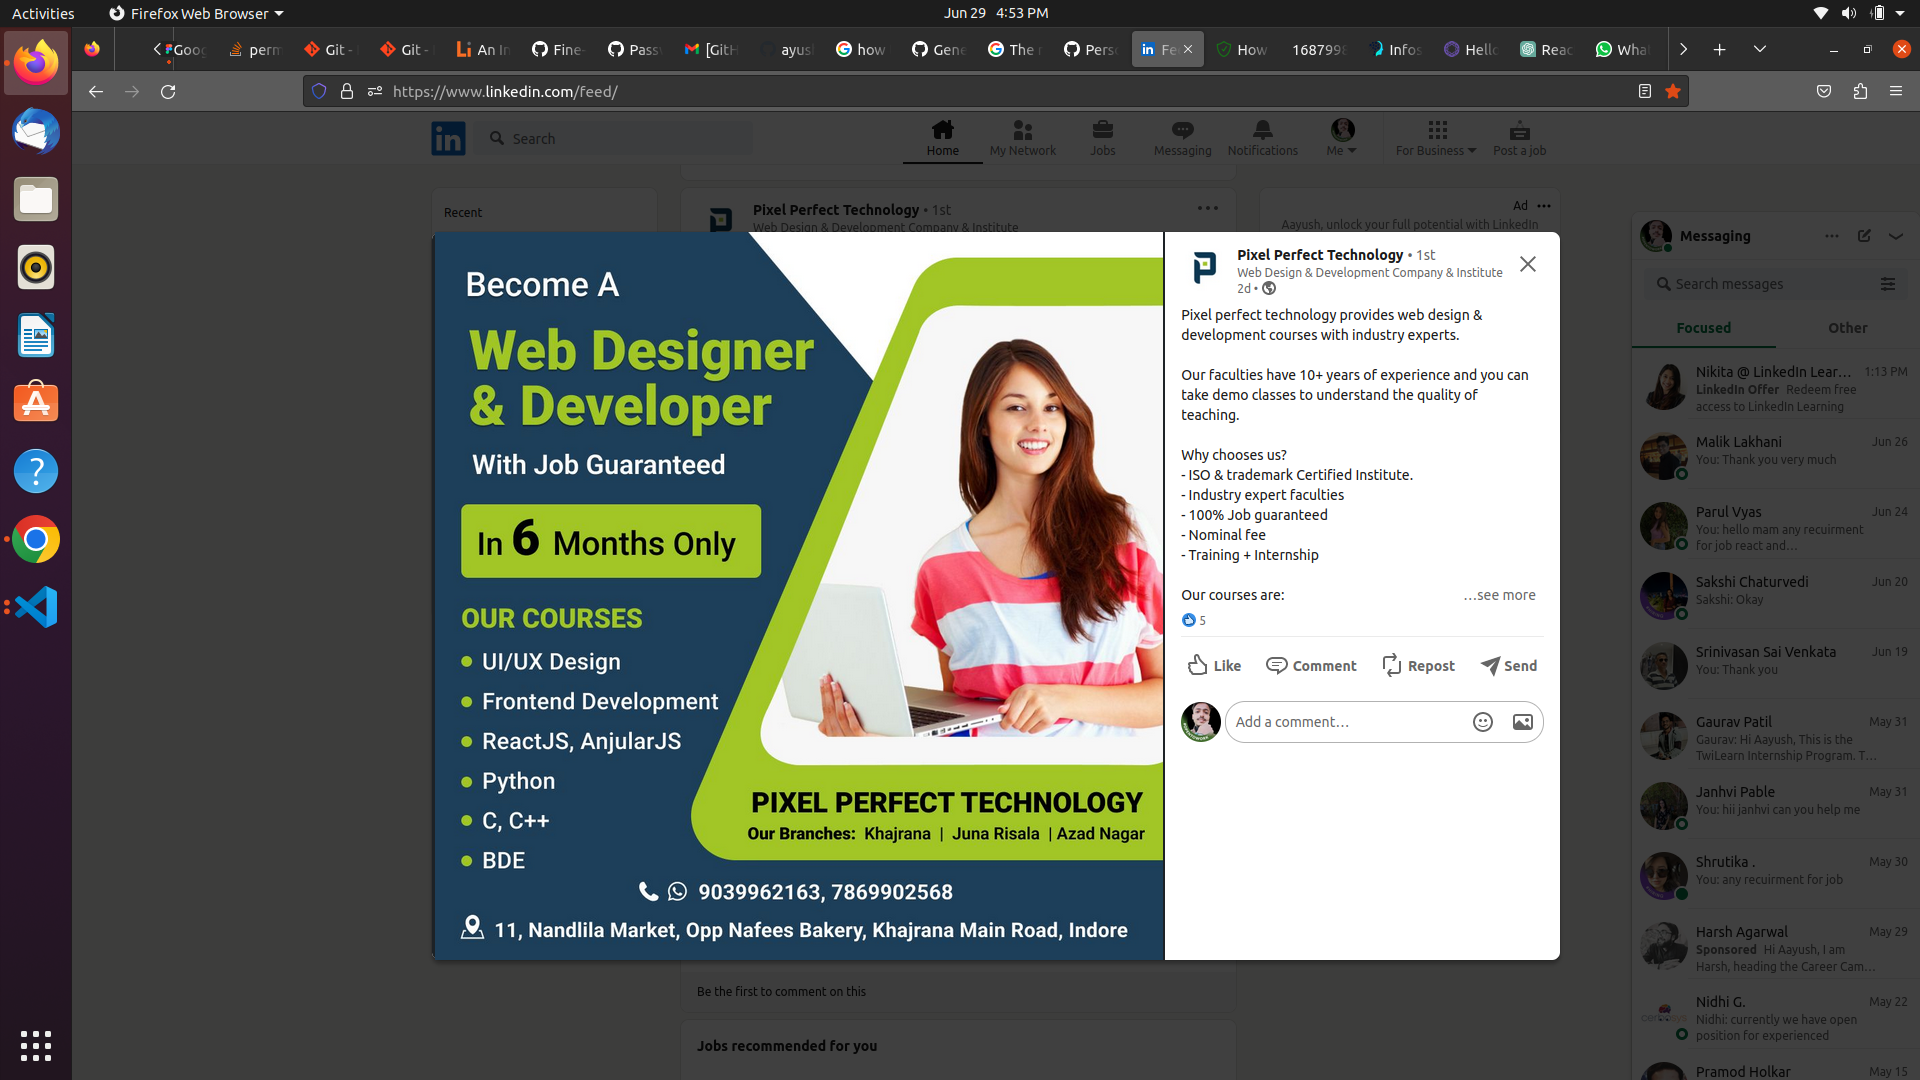 Activities
Firefox Web Browser
Jun 29 4:53 PM
Goog
perm
Git -
Git -
An In
Fine-
Pass
[GitH
ayus
how
Gene
The r
Pers
Fe
How
168799
Infos
Hello
Reac
What
https://www.linkedin.com/feed/
in
Search
Home
My Network
Jobs
Messaging
Notifications
Me
For Business
Post a job
Recent
Pixel Perfect Technology • 1st
Web Design & Development Company & Institute
Ad
Aayush, unlock your full potential with LinkedIn
Become A
Web Designer
& Developer
With Job Guaranteed
In 6 Months Only
OUR COURSES
UI/UX Design
Frontend Development
ReactJS, AnjularJS
Python
C, C++
BDE
PIXEL PERFECT TECHNOLOGY
Our Branches: Khajrana | Juna Risala | Azad Nagar
9039962163, 7869902568
11, Nandlila Market, Opp Nafees Bakery, Khajrana Main Road, Indore
Pixel Perfect Technology • 1st
Web Design & Development Company & Institute
2d •
Pixel perfect technology provides web design &
development courses with industry experts.
Our faculties have 10+ years of experience and you can
take demo classes to understand the quality of
teaching.
Why chooses us?
- ISO & trademark Certified Institute.
- Industry expert faculties
- 100% Job guaranteed
- Nominal fee
- Training + Internship
Our courses are:
...see more
5
Like
Comment
Repost
Send
Add a comment...
Be the first to comment on this
Jobs recommended for you
Messaging
Search messages
Focused
Other
Nikita @ LinkedIn Lear... 1:13 PM
LinkedIn Offer Redeem free
access to LinkedIn Learning
Malik Lakhani Jun 26
You: Thank you very much
Parul Vyas Jun 24
You: hello mam any recuirment
for job react and...
Sakshi Chaturvedi Jun 20
Sakshi: Okay
Srinivasan Sai Venkata Jun 19
You: Thank you
Gaurav Patil May 31
Gaurav: Hi Aayush, This is the
TwiLearn Internship Program. T...
Janhvi Pable May 31
You: hii janhvi can you help me
Shrutika . May 30
You: any recuirment for job
Harsh Agarwal May 29
Sponsored Hi Aayush, I am
Harsh, heading the Career Cam...
Nidhi G. May 22
Nidhi: currently we have open
position for experienced
Pramod Holkar May 15